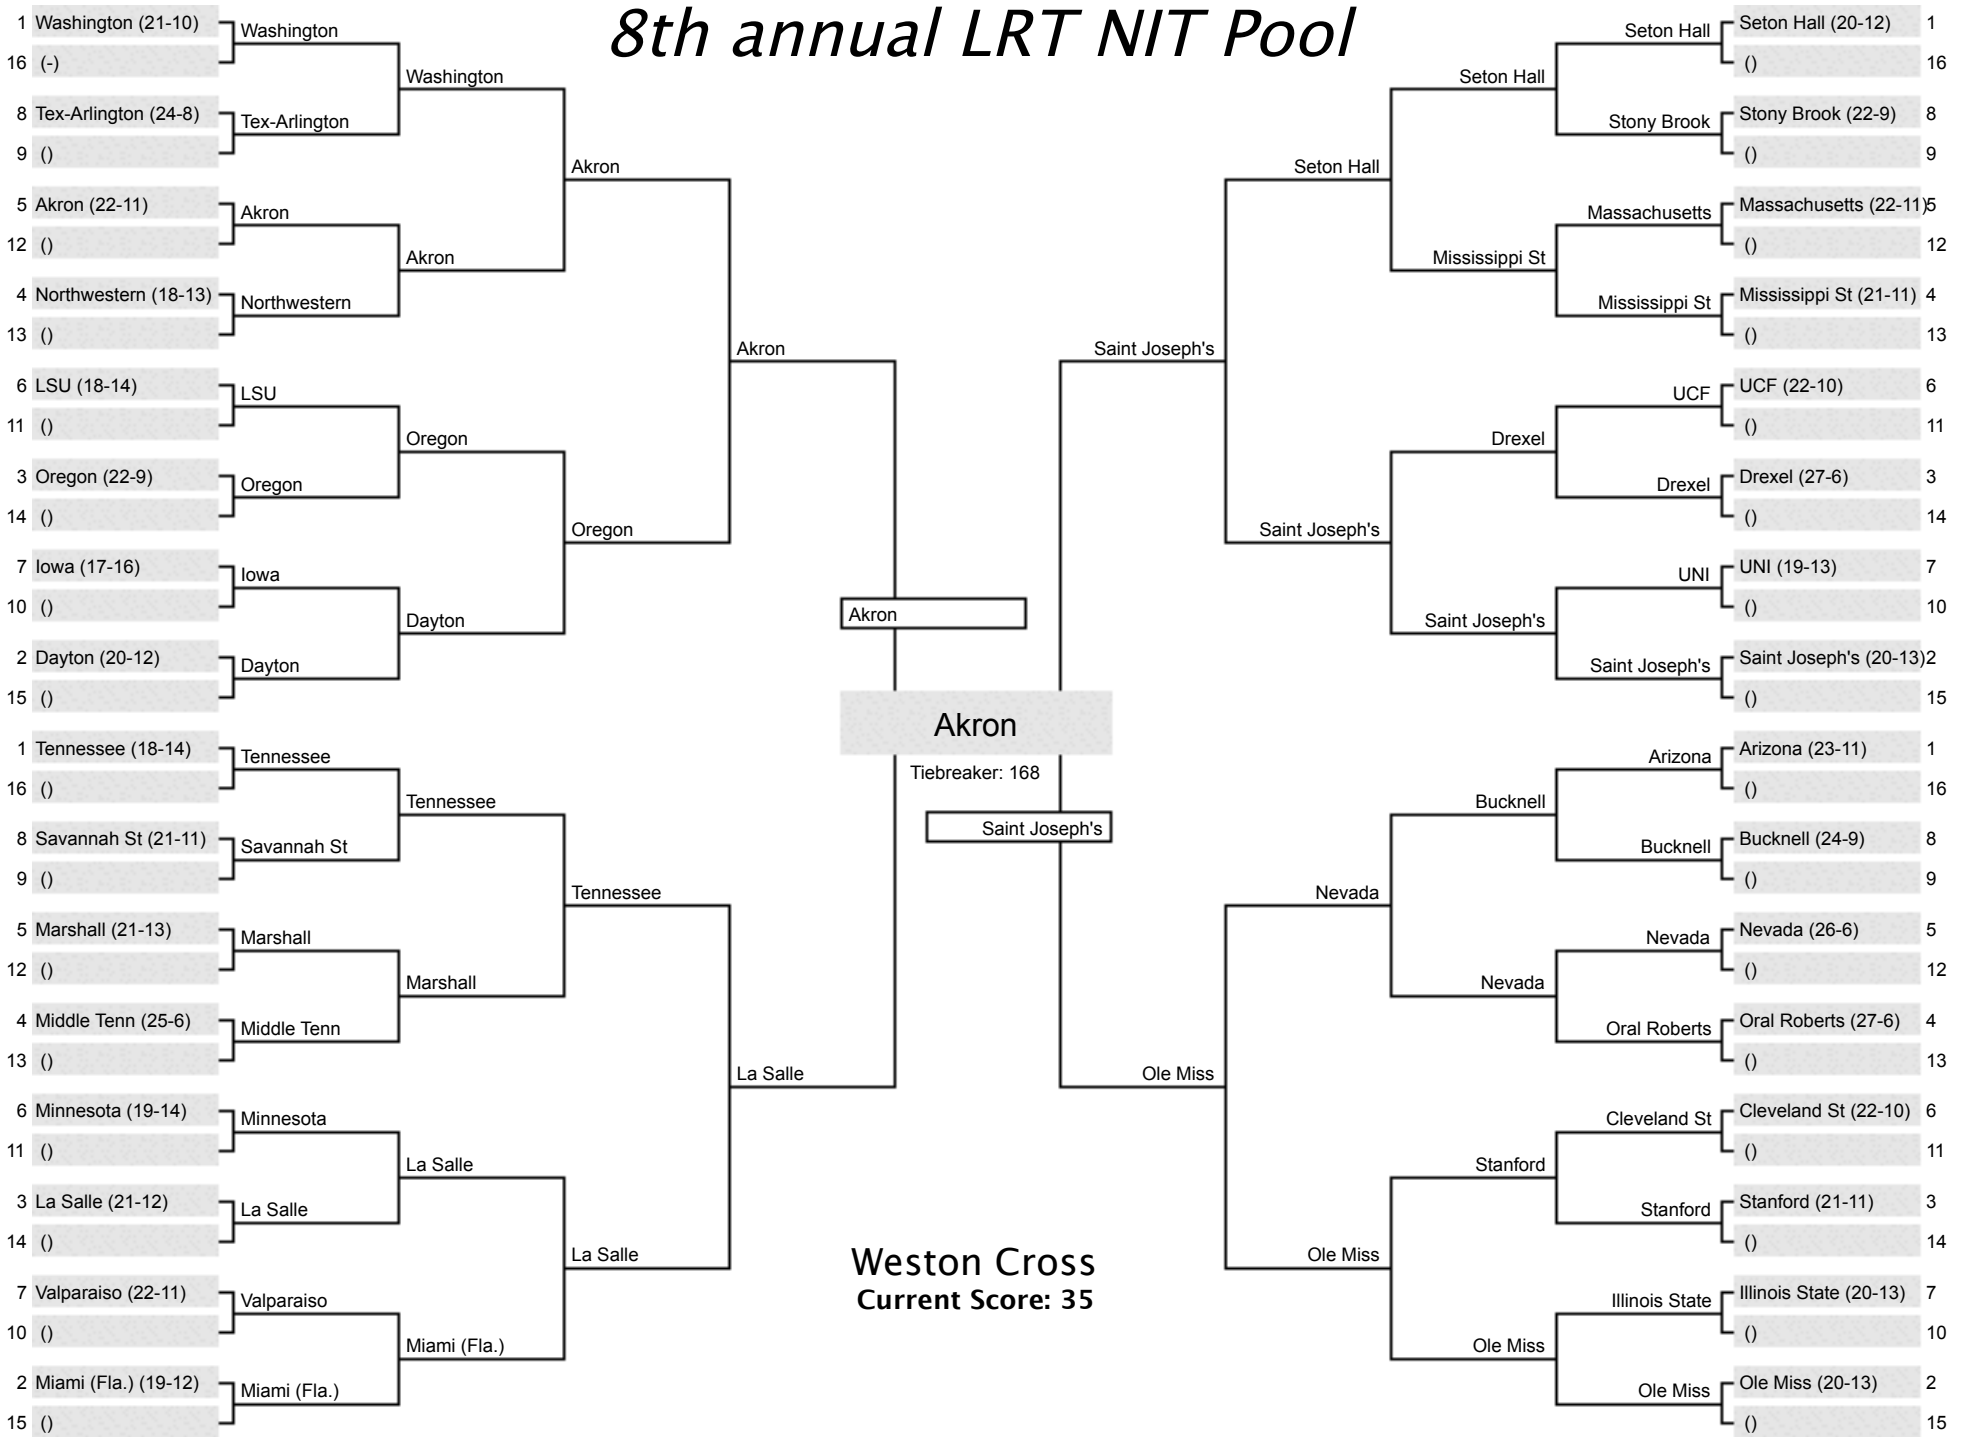 8th annual LRT NIT Pool
1 Washington (21-10)
16 (-)
8 Tex-Arlington (24-8)
9 ()
5 Akron (22-11)
12 ()
4 Northwestern (18-13)
13 ()
6 LSU (18-14)
11 ()
3 Oregon (22-9)
14 ()
7 Iowa (17-16)
10 ()
2 Dayton (20-12)
15 ()
1 Tennessee (18-14)
16 ()
8 Savannah St (21-11)
9 ()
5 Marshall (21-13)
12 ()
4 Middle Tenn (25-6)
13 ()
6 Minnesota (19-14)
11 ()
3 La Salle (21-12)
14 ()
7 Valparaiso (22-11)
10 ()
2 Miami (Fla.) (19-12)
15 ()
Washington
Tex-Arlington
Akron
Northwestern
LSU
Oregon
Iowa
Dayton
Tennessee
Savannah St
Marshall
Middle Tenn
Minnesota
La Salle
Valparaiso
Miami (Fla.)
Washington
Akron
Oregon
Dayton
Tennessee
Marshall
La Salle
Miami (Fla.)
Akron
Oregon
Tennessee
La Salle
Akron
La Salle
Akron
Akron
Tiebreaker: 168
Saint Joseph's
Weston Cross
Current Score: 35
Saint Joseph's
Ole Miss
Seton Hall
Saint Joseph's
Nevada
Ole Miss
Seton Hall
Mississippi St
Drexel
Saint Joseph's
Bucknell
Nevada
Stanford
Ole Miss
Seton Hall
Stony Brook
Massachusetts
Mississippi St
UCF
Drexel
UNI
Saint Joseph's
Arizona
Bucknell
Nevada
Oral Roberts
Cleveland St
Stanford
Illinois State
Ole Miss
Seton Hall (20-12) 1
() 16
Stony Brook (22-9) 8
() 9
Massachusetts (22-11) 5
() 12
Mississippi St (21-11) 4
() 13
UCF (22-10) 6
() 11
Drexel (27-6) 3
() 14
UNI (19-13) 7
() 10
Saint Joseph's (20-13) 2
() 15
Arizona (23-11) 1
() 16
Bucknell (24-9) 8
() 9
Nevada (26-6) 5
() 12
Oral Roberts (27-6) 4
() 13
Cleveland St (22-10) 6
() 11
Stanford (21-11) 3
() 14
Illinois State (20-13) 7
() 10
Ole Miss (20-13) 2
() 15